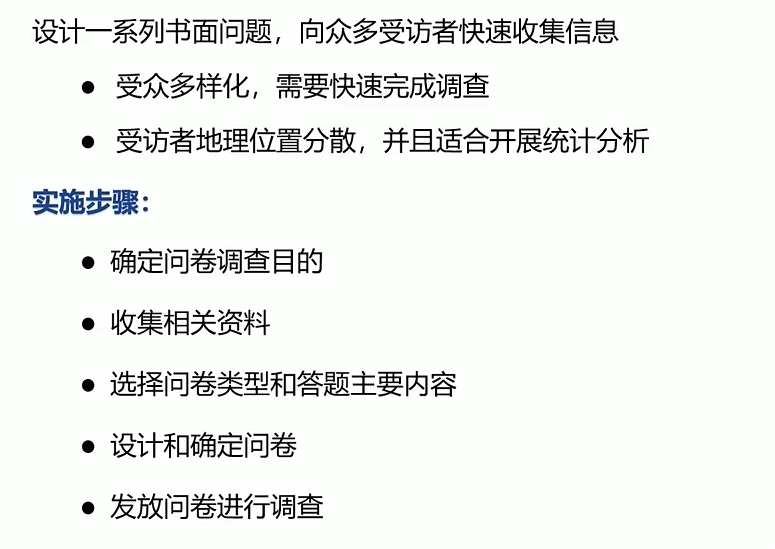 设计一系列书面问题，向众多受访者快速收集信息
● 受众多样化，需要快速完成调查
● 受访者地理位置分散，并且适合开展统计分析
实施步骤：
● 确定问卷调查目的
● 收集相关资料
● 选择问卷类型和答题主要内容
● 设计和确定问卷
● 发放问卷进行调查